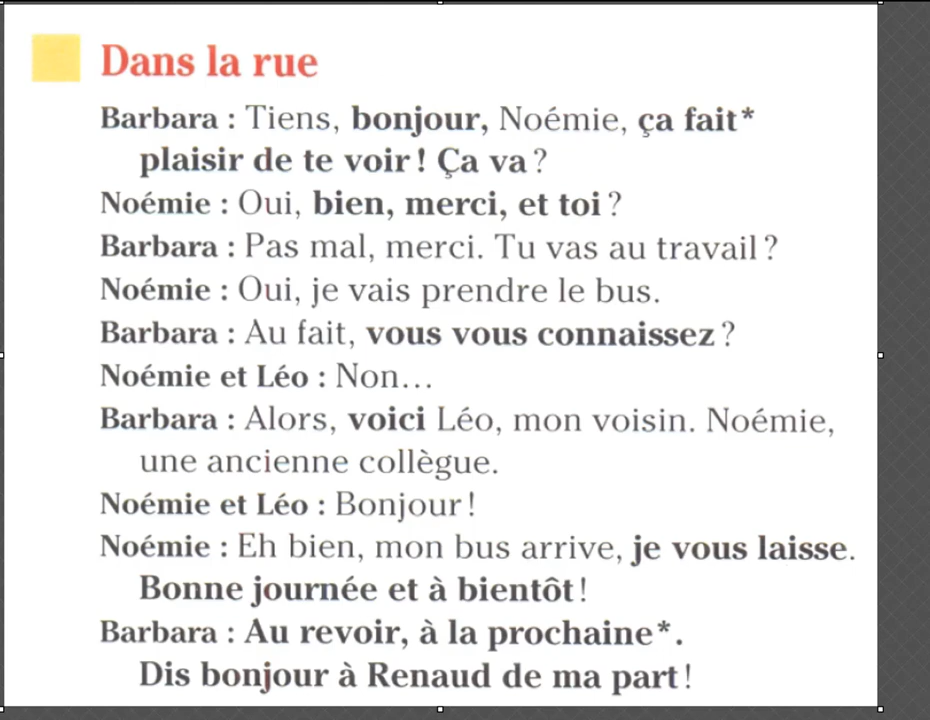 Dans la rue
Barbara : Tiens, bonjour, Noémie, ça fait*
plaisir de te voir ! Ça va ?
Noémie : Oui, bien, merci, et toi ?
Barbara : Pas mal, merci. Tu vas au travail ?
Noémie : Oui, je vais prendre le bus.
Barbara : Au fait, vous vous connaissez ?
Noémie et Léo : Non...
Barbara : Alors, voici Léo, mon voisin. Noémie,
une ancienne collègue.
Noémie et Léo : Bonjour !
Noémie : Eh bien, mon bus arrive, je vous laisse.
Bonne journée et à bientôt !
Barbara : Au revoir, à la prochaine*.
Dis bonjour à Renaud de ma part !